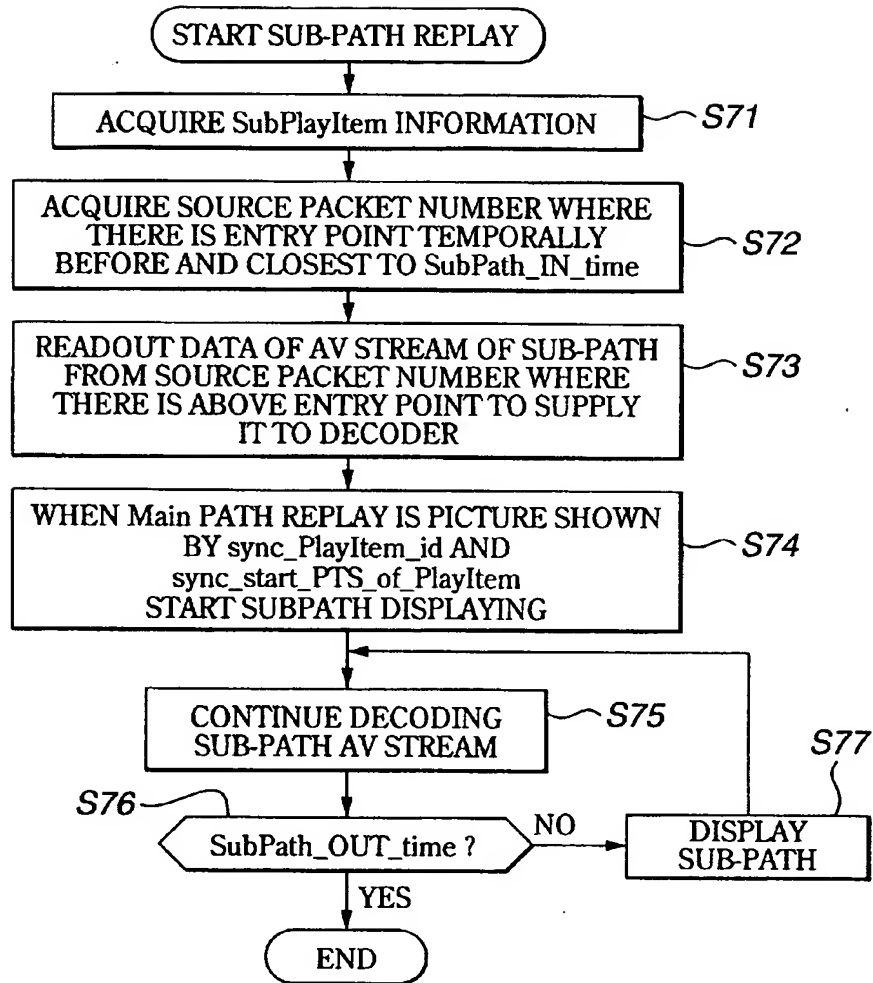 START SUB-PATH REPLAY
ACQUIRE SubPlayItem INFORMATION
S71
ACQUIRE SOURCE PACKET NUMBER WHERE
THERE IS ENTRY POINT TEMPORALLY
BEFORE AND CLOSEST TO SubPath_IN_time
S72
READOUT DATA OF AV STREAM OF SUB-PATH
FROM SOURCE PACKET NUMBER WHERE
THERE IS ABOVE ENTRY POINT TO SUPPLY
IT TO DECODER
S73
WHEN Main PATH REPLAY IS PICTURE SHOWN
BY sync_PlayItem_id AND
sync_start_PTS_of_PlayItem
START SUBPATH DISPLAYING
S74
CONTINUE DECODING
SUB-PATH AV STREAM
S75
S76
SubPath_OUT_time ?
NO
S77
DISPLAY
SUB-PATH
YES
END